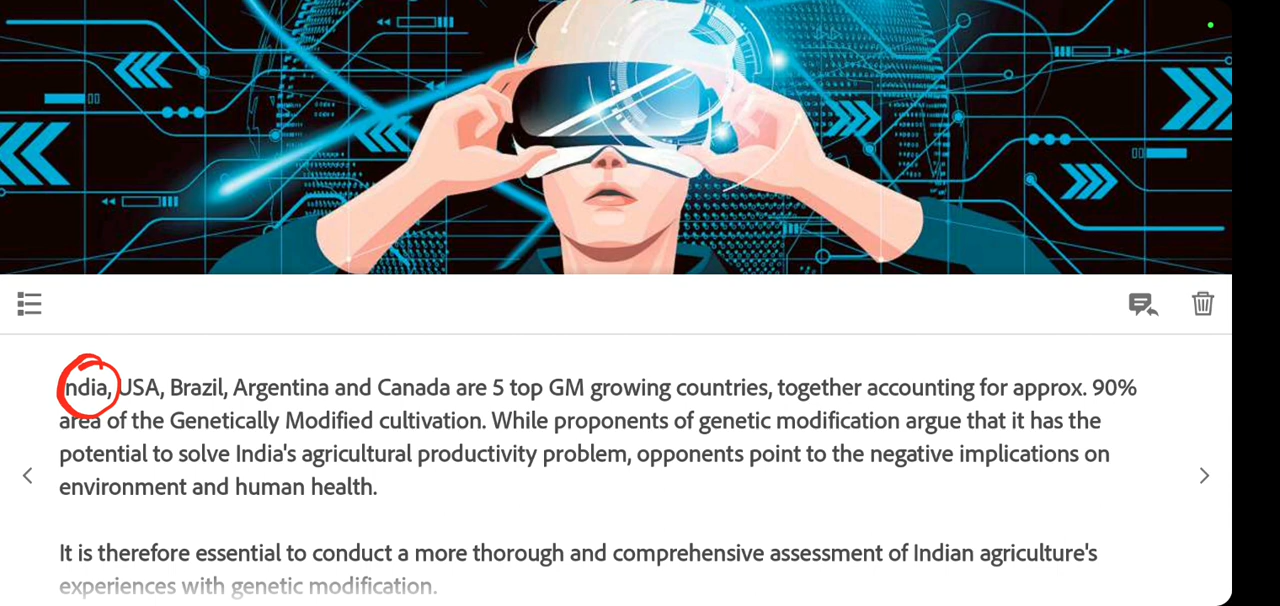 India, USA, Brazil, Argentina and Canada are 5 top GM growing countries, together accounting for approx. 90%
area of the Genetically Modified cultivation. While proponents of genetic modification argue that it has the
potential to solve India's agricultural productivity problem, opponents point to the negative implications on
environment and human health.
It is therefore essential to conduct a more thorough and comprehensive assessment of Indian agriculture's
experiences with genetic modification.